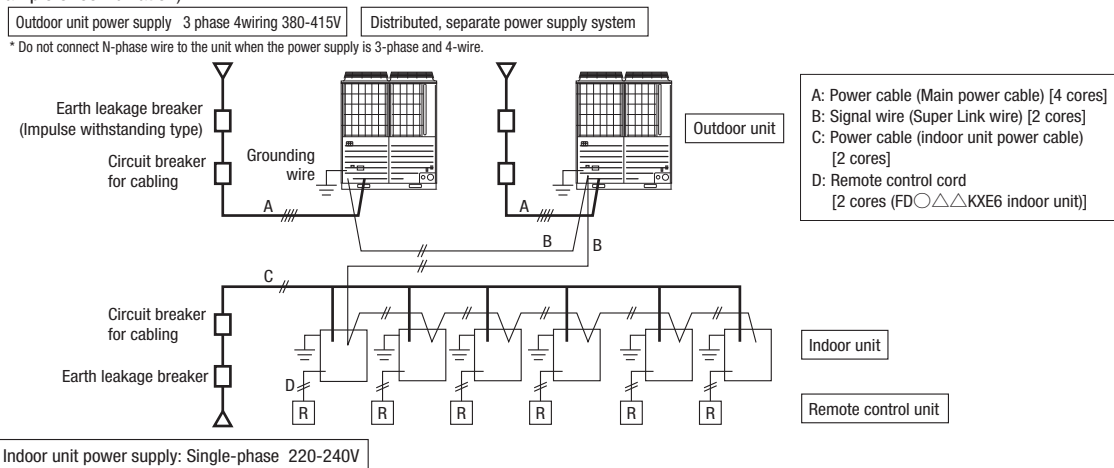 Outdoor unit power supply 3 phase 4wiring 380-415V
Distributed, separate power supply system
* Do not connect N-phase wire to the unit when the power supply is 3-phase and 4-wire.
Earth leakage breaker
(Impulse withstanding type)
Circuit breaker
for cabling
Grounding
wire
Outdoor unit
A: Power cable (Main power cable) [4 cores]
B: Signal wire (Super Link wire) [2 cores]
C: Power cable (indoor unit power cable)
[2 cores]
D: Remote control cord
[2 cores (FD○△△KXE6 indoor unit)]
A
A
B
B
C
Circuit breaker
for cabling
Earth leakage breaker
Indoor unit
D
R
R
R
R
R
R
Remote control unit
Indoor unit power supply: Single-phase 220-240V